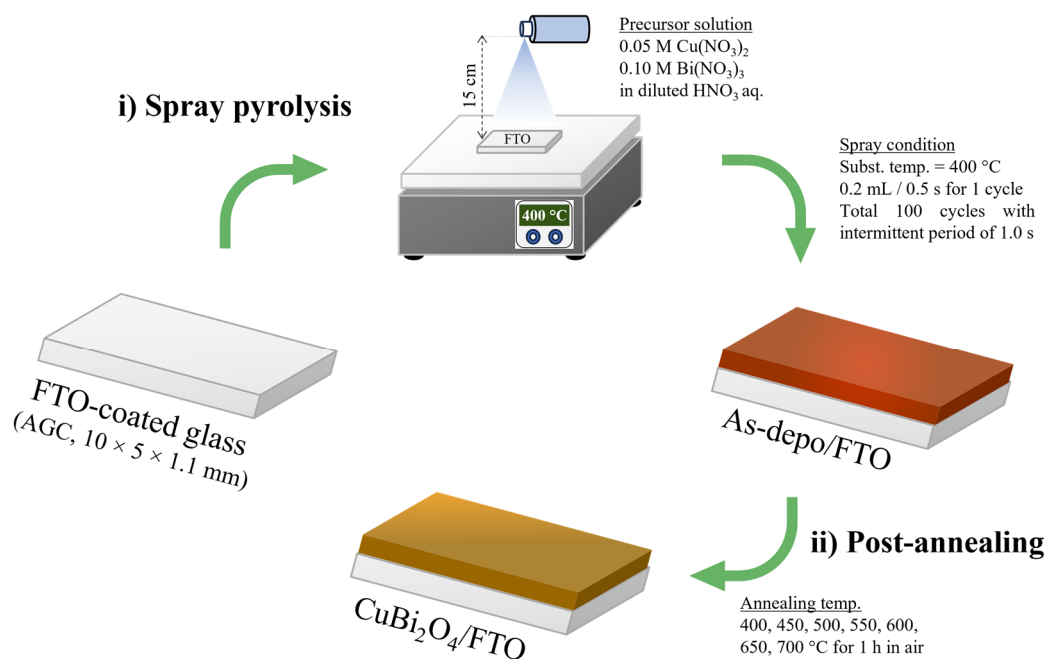 Precursor solution
0.05 M Cu(NO₃)₂
0.10 M Bi(NO₃)₃
in diluted HNO₃ aq.
15 cm
i) Spray pyrolysis
FTO
400 °C
Spray condition
Subst. temp. = 400 °C
0.2 mL / 0.5 s for 1 cycle
Total 100 cycles with
intermittent period of 1.0 s
FTO-coated glass
(AGC, 10 × 5 × 1.1 mm)
As-depo/FTO
ii) Post-annealing
Annealing temp.
400, 450, 500, 550, 600,
650, 700 °C for 1 h in air
CuBi₂O₄/FTO